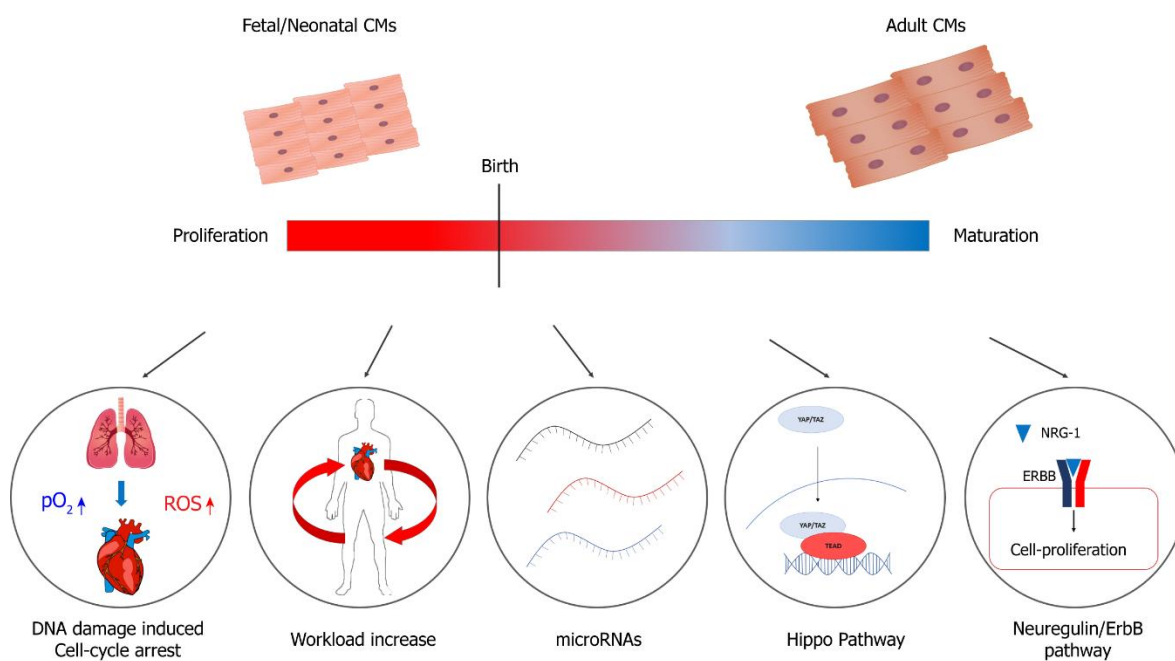 Fetal/Neonatal CMs
Adult CMs
Birth
Proliferation
Maturation
pO₂
ROS
YAP/TAZ
YAP/TAZ
TEAD
NRG-1
ERBB
Cell-proliferation
DNA damage induced
Cell-cycle arrest
Workload increase
microRNAs
Hippo Pathway
Neuregulin/ErbB
pathway